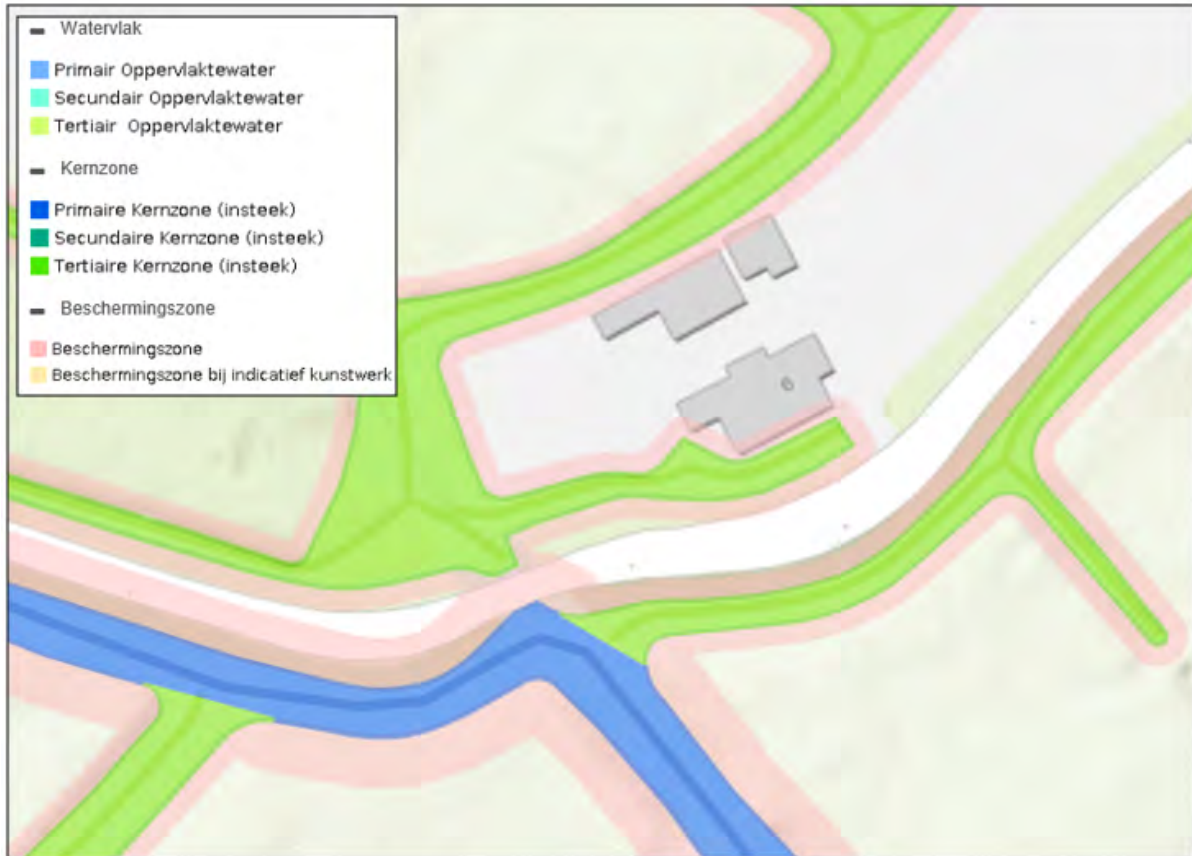 Watervlak
Primair Oppervlaktewater
Secundair Oppervlaktewater
Tertiair Oppervlaktewater
Kernzone
Primaire Kernzone (insteek)
Secundaire Kernzone (insteek)
Tertiaire Kernzone (insteek)
Beschermingszone
Beschermingszone
Beschermingszone bij indicatief kunstwerk